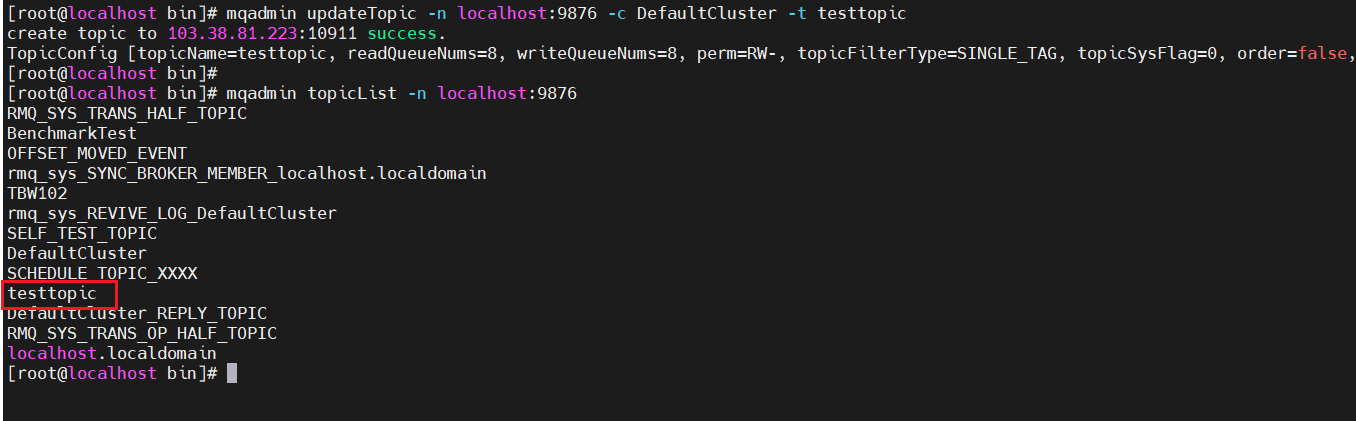 [root@localhost bin]# mqadmin updateTopic -n localhost:9876 -c DefaultCluster -t testtopic
create topic to 103.38.81.223:10911 success.
TopicConfig [topicName=testtopic, readQueueNums=8, writeQueueNums=8, perm=RW-, topicFilterType=SINGLE_TAG, topicSysFlag=0, order=false,
[root@localhost bin]#
[root@localhost bin]# mqadmin topicList -n localhost:9876
RMQ_SYS_TRANS_HALF_TOPIC
BenchmarkTest
OFFSET_MOVED_EVENT
rmq_sys_SYNC_BROKER_MEMBER_localhost.localdomain
TBW102
rmq_sys_REVIVE_LOG_DefaultCluster
SELF_TEST_TOPIC
DefaultCluster
SCHEDULE_TOPIC_XXXX
testtopic
DefaultCluster_REPLY_TOPIC
RMQ_SYS_TRANS_OP_HALF_TOPIC
localhost.localdomain
[root@localhost bin]#